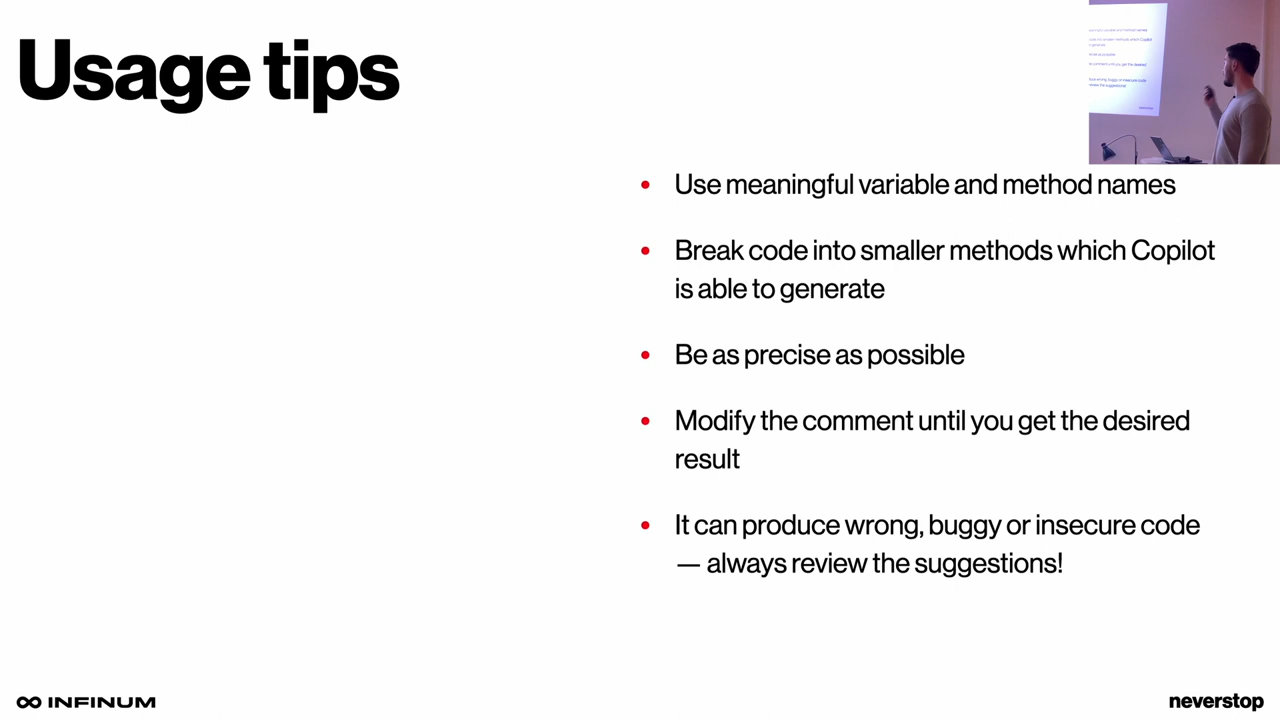 Usage tips
• Use meaningful variable and method names
• Break code into smaller methods which Copilot
is able to generate
• Be as precise as possible
• Modify the comment until you get the desired
result
• It can produce wrong, buggy or insecure code
— always review the suggestions!
INFINUM
neverstop